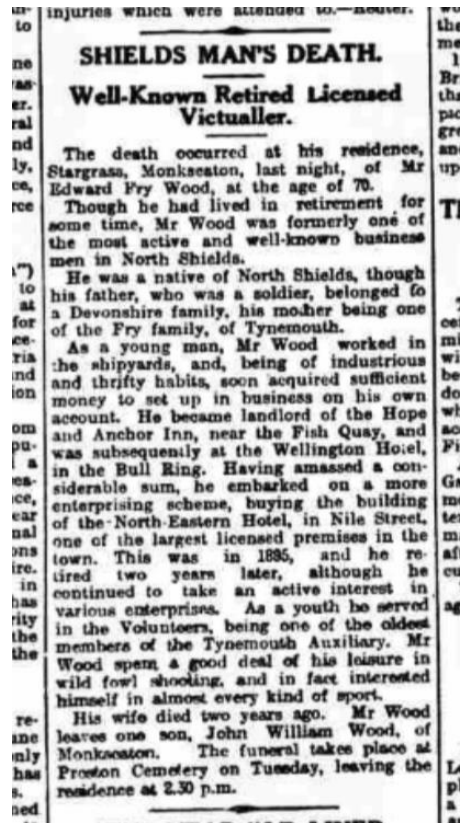 injuries which were attended to.—Reuter.
SHIELDS MAN'S DEATH.
Well-Known Retired Licensed
Victualler.
The death occurred at his residence,
Stargrass, Monkseaton, last night, of Mr
Edward Fry Wood, at the age of 70.
Though he had lived in retirement for
some time, Mr Wood was formerly one of
the most active and well-known business
men in North Shields.
He was a native of North Shields, though
his father, who was a soldier, belonged to
a Devonshire family, his mother being one
of the Fry family, of Tynemouth.
As a young man, Mr Wood worked in
the shipyards, and, being of industrious
and thrifty habits, soon acquired sufficient
money to set up in business on his own
account. He became landlord of the Hope
and Anchor Inn, near the Fish Quay, and
was subsequently at the Wellington Hotel,
in the Bull Ring. Having amassed a con-
siderable sum, he embarked on a more
enterprising scheme, buying the building
of the North-Eastern Hotel, in Nile Street,
one of the largest licensed premises in the
town. This was in 1895, and he re-
tired two years later, although he
continued to take an active interest in
various enterprises. As a youth he served
in the Volunteers, being one of the oldest
members of the Tynemouth Auxiliary. Mr
Wood spent a good deal of his leisure in
wild fowl shooting, and in fact interested
himself in almost every kind of sport.
His wife died two years ago. Mr Wood
leaves one son, John William Wood, of
Monkseaton. The funeral takes place at
Preston Cemetery on Tuesday, leaving the
residence at 2.30 p.m.